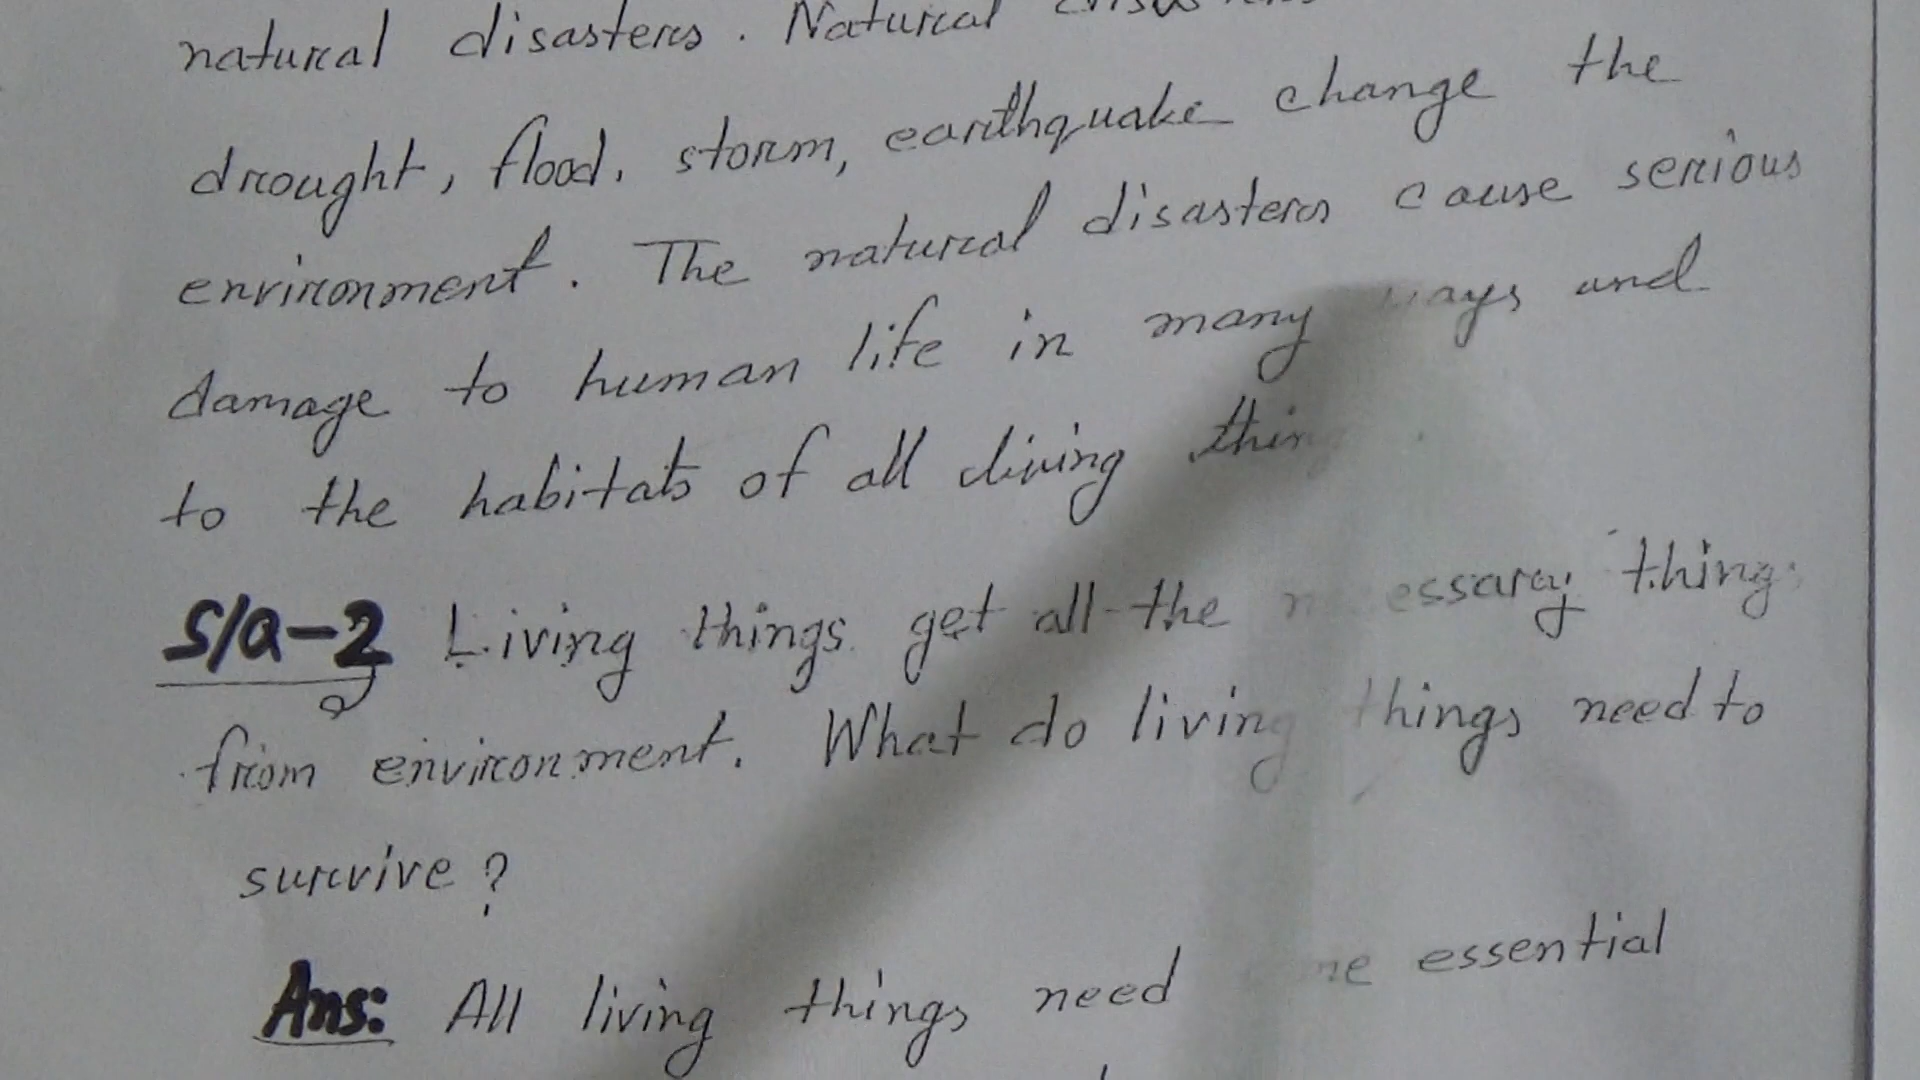 natural disasters. Natural
drought, flood, storm, earthquake change the
environment. The natural disasters cause serious
damage to human life in many ways and
to the habitats of all living
S/a-2 Living things get all the things
from environment. What do living things need to
survive?
Ans: All living things need essential